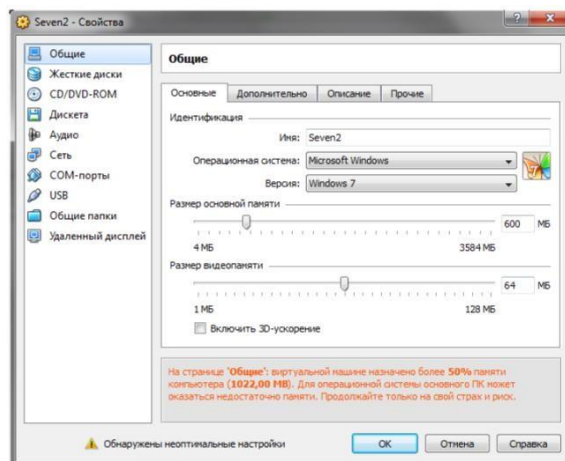 Seven2 - Свойства
Общие
Жесткие диски
CD/DVD-ROM
Дискета
Аудио
Сеть
COM-порты
USB
Общие папки
Удаленный дисплей
Общие
Основные Дополнительно Описание Прочие
Идентификация
Имя: Seven2
Операционная система: Microsoft Windows
Версия: Windows 7
Размер основной памяти
600 МБ
4 МБ 3584 МБ
Размер видеопамяти
64 МБ
1 МБ 128 МБ
Включить 3D-ускорение
На странице "Общие": виртуальной машине назначено более 50% памяти
компьютера (1022,00 MB). Для операционной системы основного ПК может
оказаться недостаточно памяти. Продолжайте только на свой страх и риск.
Обнаружены неоптимальные настройки
OK Отмена Справка